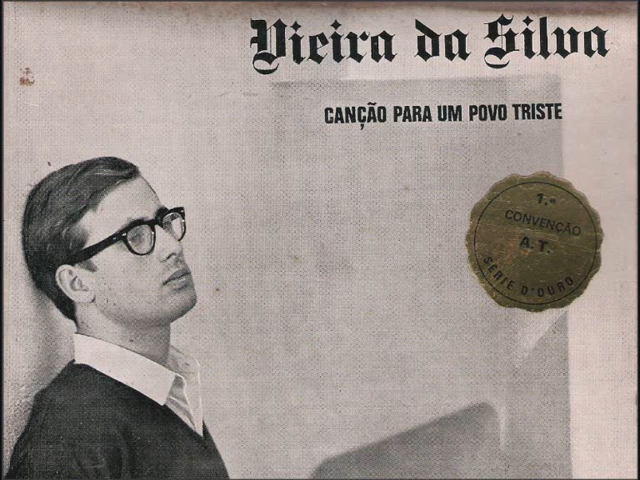 Vieira da Silva
CANÇÃO PARA UM POVO TRISTE
1.ª
CONVENÇÃO
A. T.
SÉRIE D'OURO